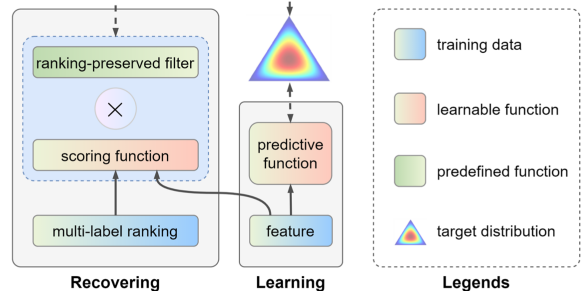 ranking-preserved filter
×
scoring function
multi-label ranking
Recovering
predictive
function
feature
Learning
training data
learnable function
predefined function
target distribution
Legends